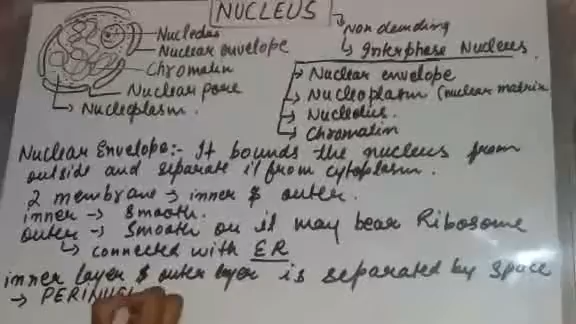 NUCLEUS
Non dividing
Interphase Nucleus
Nucleolus
Nuclear envelope
Chromatin
Nuclear pore
Nucleoplasm.
Nuclear envelope
Nucleoplasm (nuclear matrix
Nucleolus.
Chromatin
Nuclear Envelope:- It bounds the nucleus from
outside and separate it from cytoplasm.
2 membrane → inner & outer.
inner → smooth.
outer → smooth or it may bear Ribosome
connected with ER
inner layer & outer layer is separated by space
→ PERINUCL